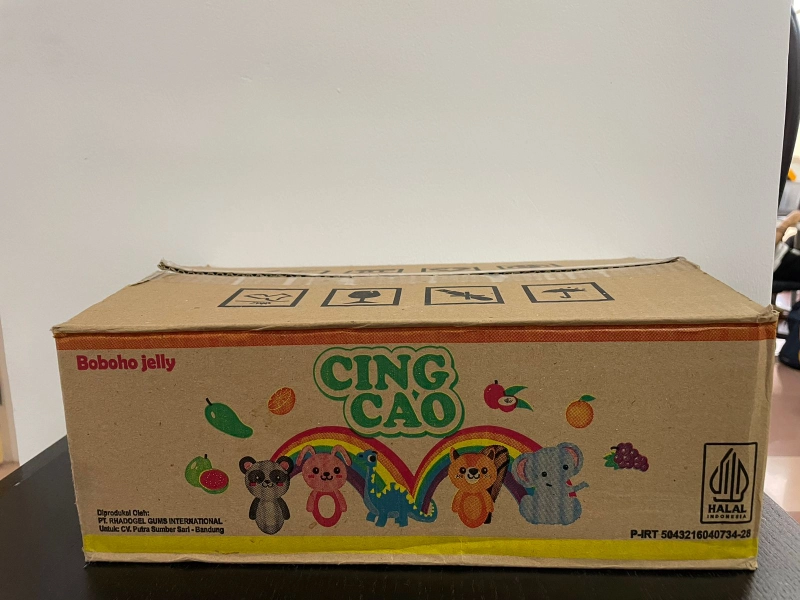 Boboho jelly
CING
CAO
Diproduksi Oleh:
PT. RHADOGEL GUMS INTERNATIONAL
Untuk: CV. Putra Sumber Sari - Bandung
HALAL
INDONESIA
P-IRT 5043216040734-28